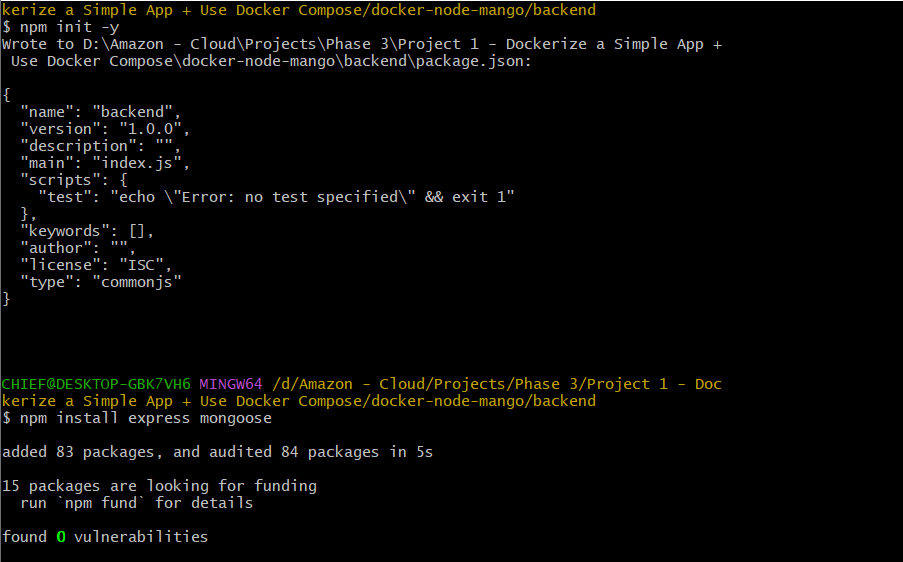 kerize a Simple App + Use Docker Compose/docker-node-mango/backend
$ npm init -y
Wrote to D:\Amazon - Cloud\Projects\Phase 3\Project 1 - Dockerize a Simple App +
 Use Docker Compose\docker-node-mango\backend\package.json:
{
  "name": "backend",
  "version": "1.0.0",
  "description": "",
  "main": "index.js",
  "scripts": {
    "test": "echo \"Error: no test specified\" && exit 1"
  },
  "keywords": [],
  "author": "",
  "license": "ISC",
  "type": "commonjs"
}
CHIEF@DESKTOP-GBK7VH6 MINGW64 /d/Amazon - Cloud/Projects/Phase 3/Project 1 - Doc
kerize a Simple App + Use Docker Compose/docker-node-mango/backend
$ npm install express mongoose
added 83 packages, and audited 84 packages in 5s
15 packages are looking for funding
  run `npm fund` for details
found 0 vulnerabilities